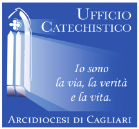 Ufficio
Catechistico
Io sono
la via, la verità
e la vita.
Arcidiocesi di Cagliari